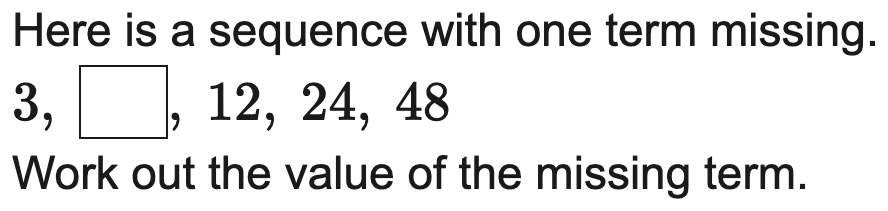 Here is a sequence with one term missing.
3, , 12, 24, 48
Work out the value of the missing term.